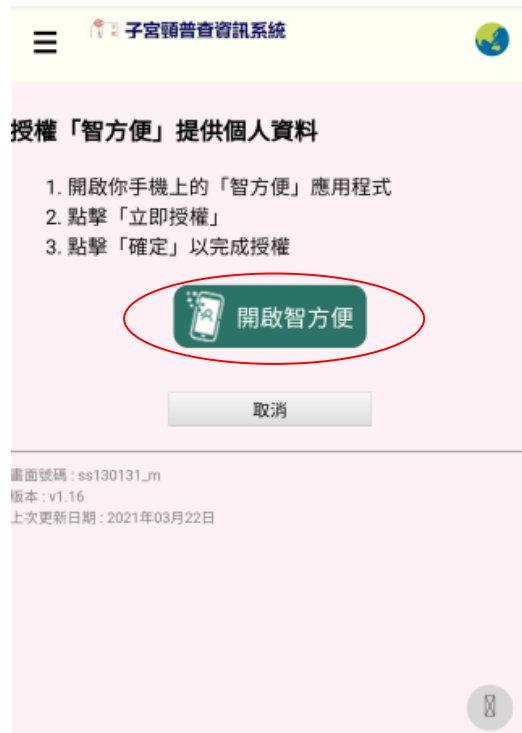 子宮頸普查資訊系統
授權「智方便」提供個人資料
1. 開啟你手機上的「智方便」應用程式
2. 點擊「立即授權」
3. 點擊「確定」以完成授權
開啟智方便
取消
畫面號碼 : ss130131_m
版本 : v1.16
上次更新日期 : 2021年03月22日